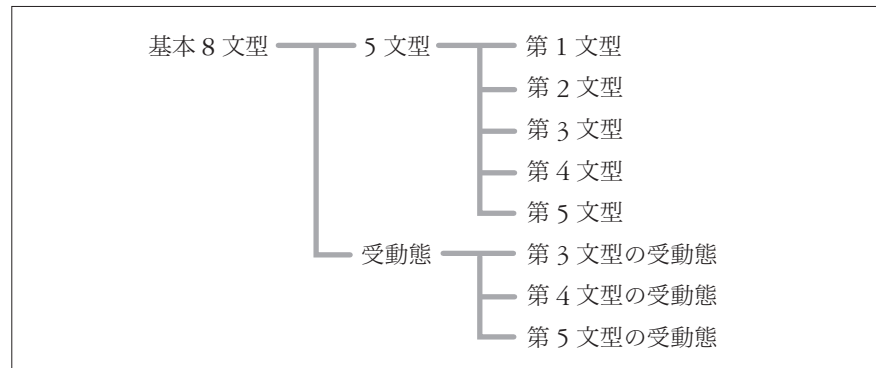 基本8文型 5文型 第1文型
第2文型
第3文型
第4文型
第5文型
受動態 第3文型の受動態
第4文型の受動態
第5文型の受動態